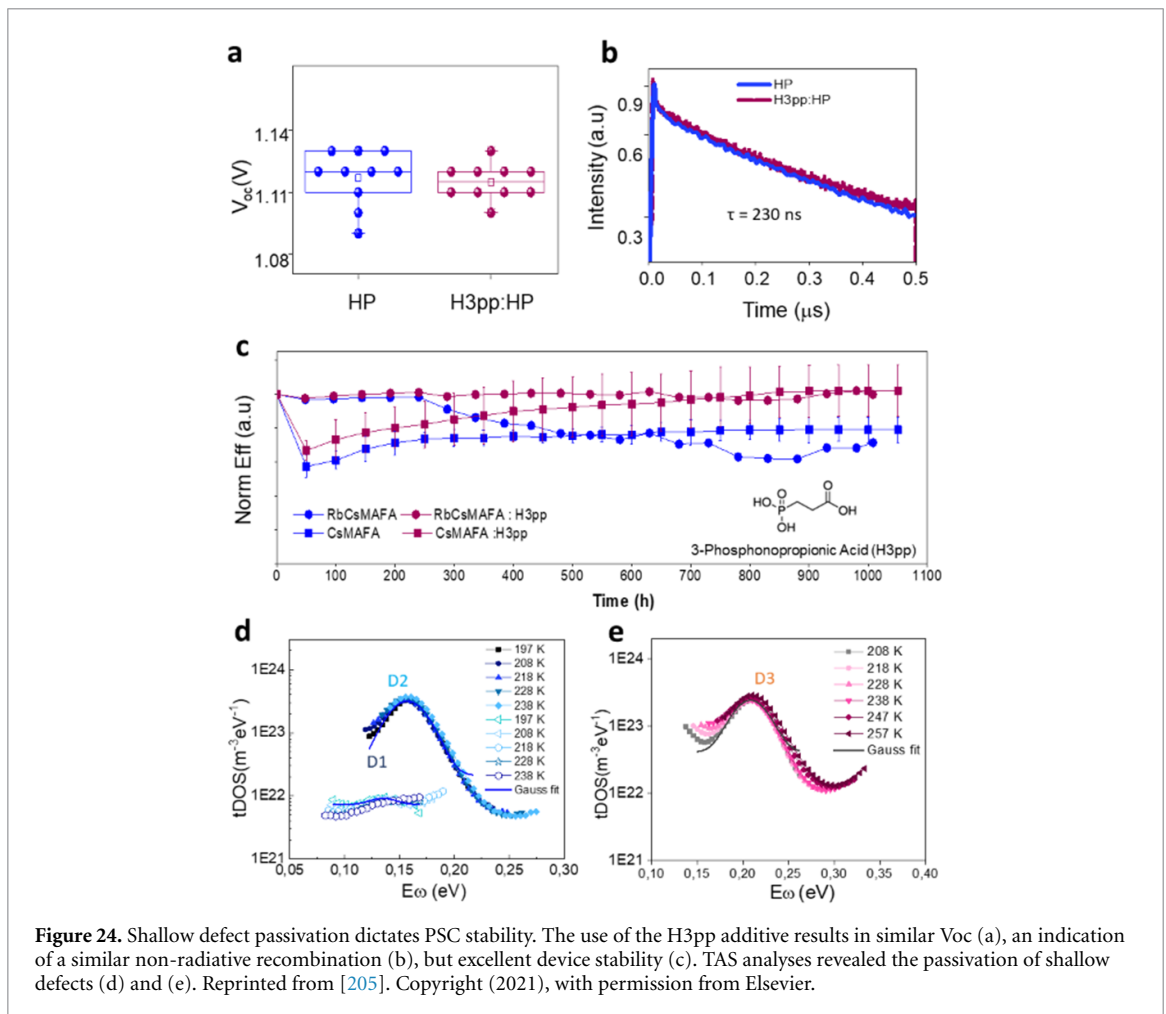 a
V_oc(V)
1.14
1.11
1.08
HP
H3pp:HP
b
Intensity (a.u)
0.9
0.6
0.3
HP
H3pp:HP
τ = 230 ns
0.0 0.1 0.2 0.3 0.4 0.5
Time (μs)
c
Norm Eff (a.u)
RbCsMAFA RbCsMAFA : H3pp
CsMAFA CsMAFA :H3pp
HO O P OH O OH
3-Phosphonopropionic Acid (H3pp)
0 100 200 300 400 500 600 700 800 900 1000 1100
Time (h)
d
tDOS(m⁻³eV⁻¹)
1E24
1E23
1E22
1E21
D2
D1
197 K
208 K
218 K
228 K
238 K
197 K
208 K
218 K
228 K
238 K
Gauss fit
0,05 0,10 0,15 0,20 0,25 0,30
Eω (eV)
e
tDOS(m⁻³eV⁻¹)
1E24
1E23
1E22
1E21
D3
208 K
218 K
228 K
238 K
247 K
257 K
Gauss fit
0,10 0,15 0,20 0,25 0,30 0,35 0,40
Eω (eV)
Figure 24. Shallow defect passivation dictates PSC stability. The use of the H3pp additive results in similar Voc (a), an indication
of a similar non-radiative recombination (b), but excellent device stability (c). TAS analyses revealed the passivation of shallow
defects (d) and (e). Reprinted from [205]. Copyright (2021), with permission from Elsevier.